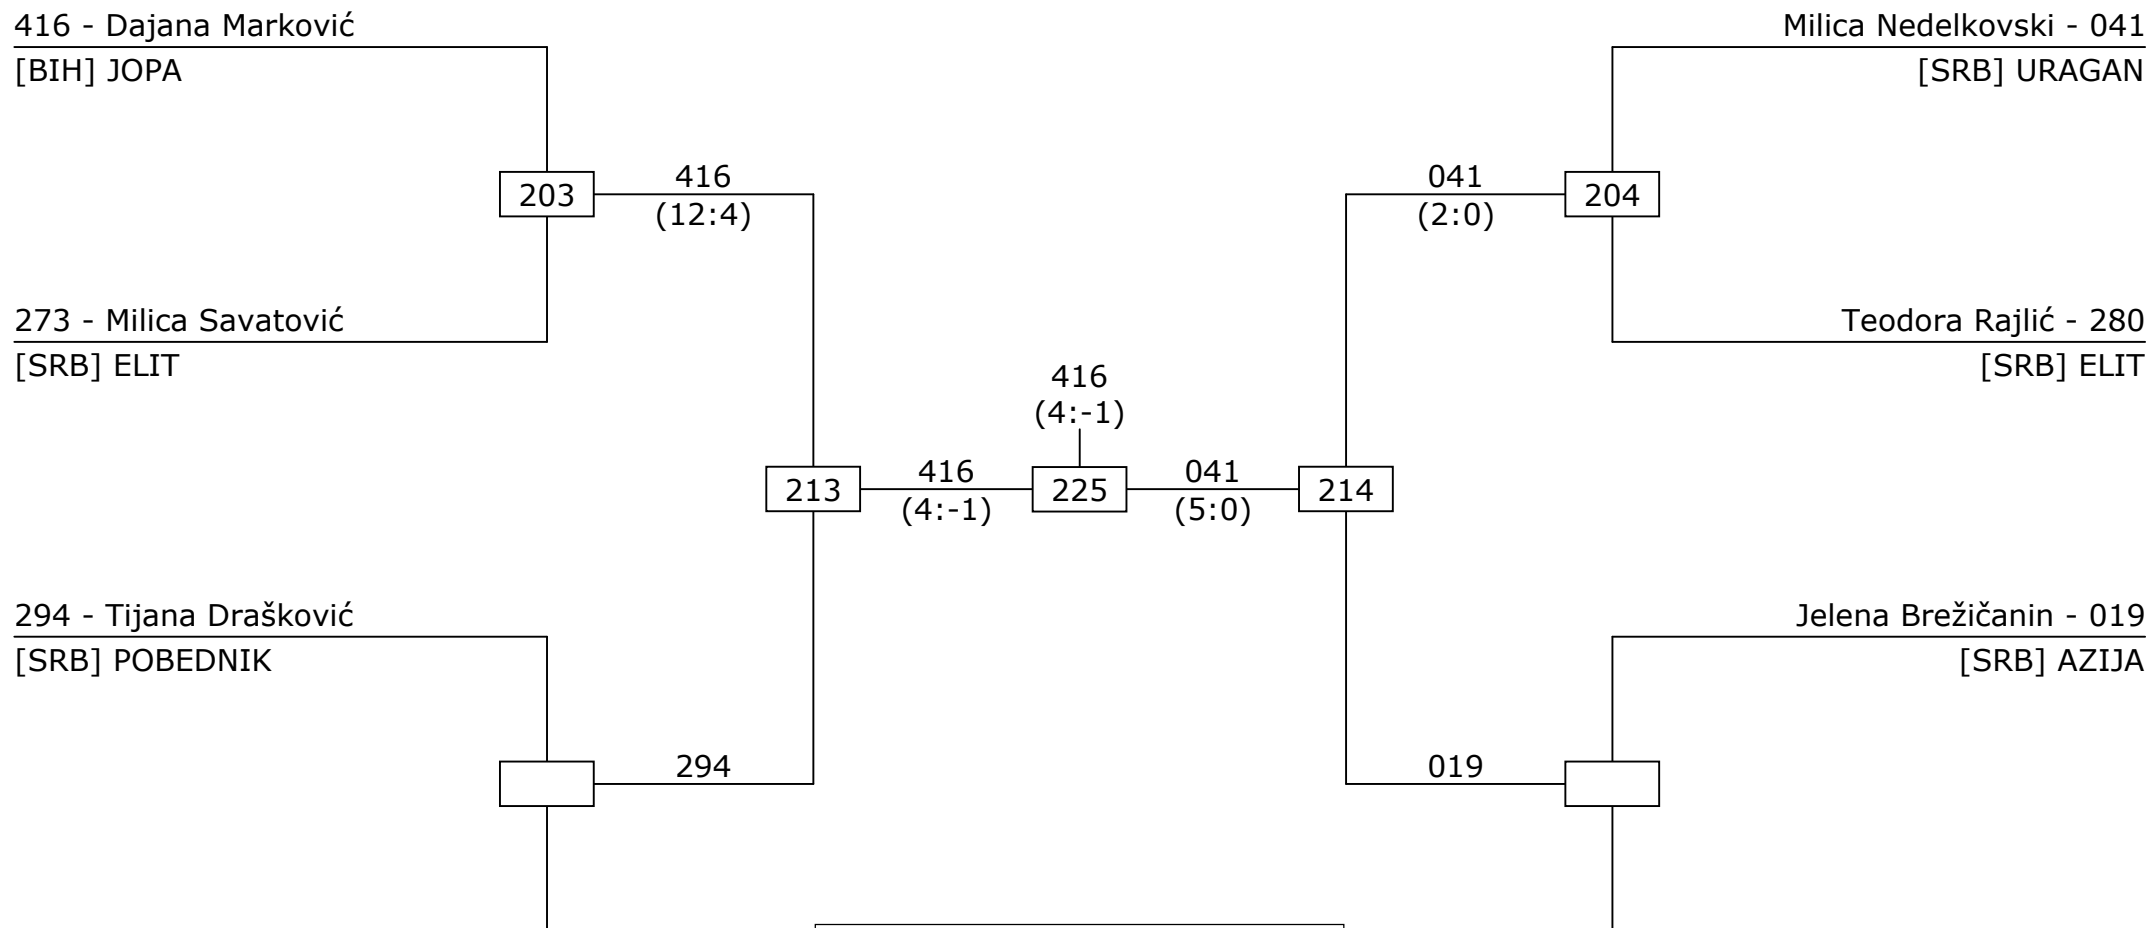 416 - Dajana Marković
[BIH] JOPA
Milica Nedelkovski - 041
[SRB] URAGAN
203
416
(12:4)
041
(2:0)
204
273 - Milica Savatović
[SRB] ELIT
Teodora Rajlić - 280
[SRB] ELIT
416
(4:-1)
213
416
(4:-1)
225
041
(5:0)
214
294 - Tijana Drašković
[SRB] POBEDNIK
Jelena Brežičanin - 019
[SRB] AZIJA
294
019